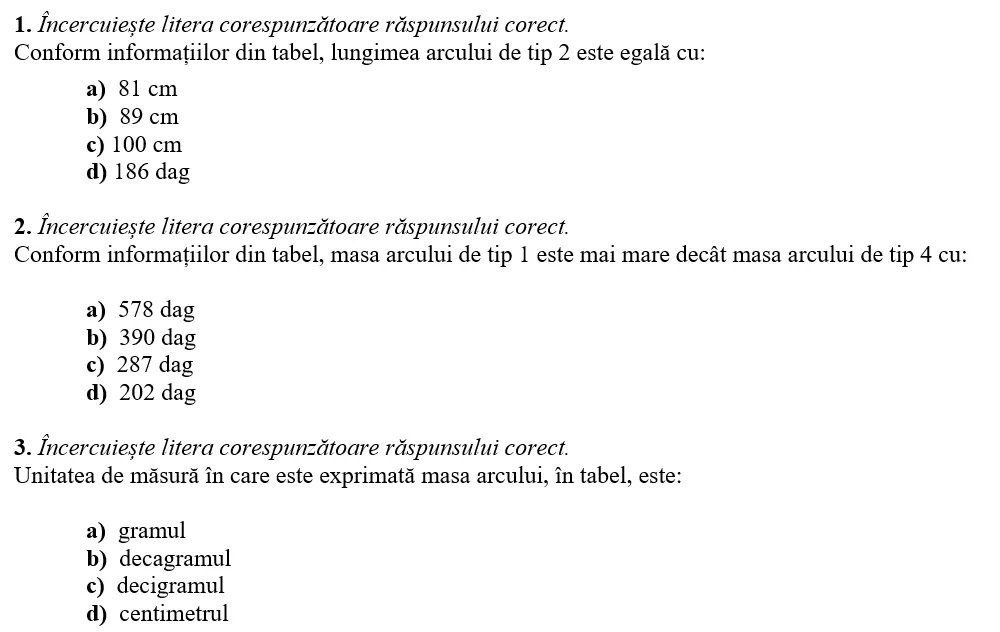 1. Încercuiește litera corespunzătoare răspunsului corect.
Conform informațiilor din tabel, lungimea arcului de tip 2 este egală cu:
a) 81 cm
b) 89 cm
c) 100 cm
d) 186 dag
2. Încercuiește litera corespunzătoare răspunsului corect.
Conform informațiilor din tabel, masa arcului de tip 1 este mai mare decât masa arcului de tip 4 cu:
a) 578 dag
b) 390 dag
c) 287 dag
d) 202 dag
3. Încercuiește litera corespunzătoare răspunsului corect.
Unitatea de măsură în care este exprimată masa arcului, în tabel, este:
a) gramul
b) decagramul
c) decigramul
d) centimetrul